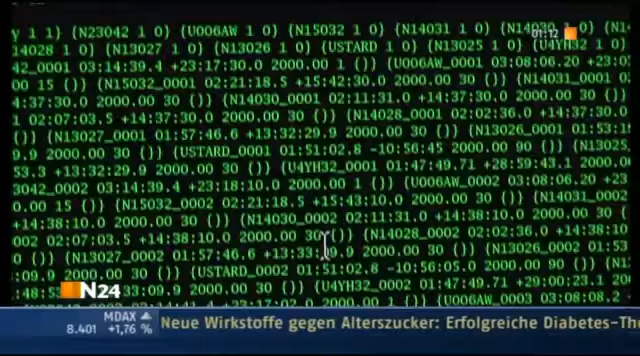 y 1 1} {N23042 1 0} {U006AW 1 0} {N15032 1 0} {N14031 1 0} {N14030 1 0} {N1
01:12
14028 1 0} {N13027 1 0} {N13026 1 0} {USTARD 1 0} {N13025 1 0} {U4YH32 1 0
42_0001 03:14:39.4 +23:17:30.0 2000.00 1 {}} {U006AW_0001 03:08:06.20 +23:0
00 15 {}} {N15032_0001 02:21:18.5 +15:42:30.0 2000.00 30 {}} {N14031_0001 0
4:37:30.0 2000.00 30 {}} {N14030_0001 02:11:31.0 +14:37:30.0 2000.00 30 {}}
1 02:07:03.5 +14:37:30.0 2000.00 30 {}} {N14028_0001 02:02:36.0 +14:37:30.
{}} {N13027_0001 01:57:46.6 +13:32:29.9 2000.00 30 {}} {N13026_0001 01:53:1
9.9 2000.00 30 {}} {USTARD_0001 01:51:02.8 -10:56:45 2000.00 90 {}} {N13025
53.3 +13:32:29.9 2000.00 30 {}} {U4YH32_0001 01:47:49.71 +28:59:43.1 2000.0
3042_0002 03:14:39.4 +23:18:10.0 2000.00 1 {}} {U006AW_0002 03:08:06.20 +23
0.00 15 {}} {N15032_0002 02:21:18.5 +15:43:10.0 2000.00 30 {}} {N14031_0002
+14:38:10.0 2000.00 30 {}} {N14030_0002 02:11:31.0 +14:38:10.0 2000.00 30 {
002 02:07:03.5 +14:38:10.0 2000.00 30 {}} {N14028_0002 02:02:36.0 +14:38:10
0 {}} {N13027_0002 01:57:46.6 +13:33:09.9 2000.00 30 {}} {N13026_0002 01:53
:09.9 2000.00 30 {}} {USTARD_0002 01:51:02.8 -10:56:05.0 2000.00 90 {}} {N1
:48:53 2000.00 30 {}} {U4YH32_0002 01:47:49.71 +29:00:23.1 200
+23:17:02.0 2000.00 1 {}} {U006AW_0003 03:08:08.2
N24
MDAX
8.401 +1,76 %
Neue Wirkstoffe gegen Alterszucker: Erfolgreiche Diabetes-Th